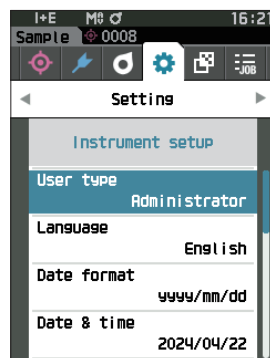 I+E M0 16:27
Sample 0008
-JOB
Setting
Instrument setup
User type
Administrator
Language
English
Date format
yyyy/mm/dd
Date & time
2024/04/22